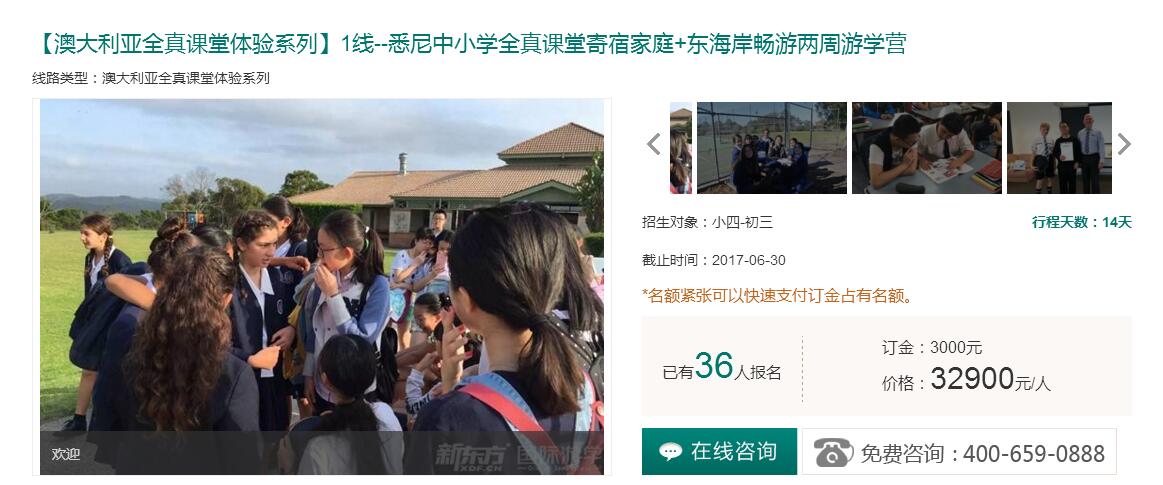 【澳大利亚全真课堂体验系列】1线--悉尼中小学全真课堂寄宿家庭+东海岸畅游两周游学营
线路类型：澳大利亚全真课堂体验系列
欢迎
新东方 国际游学
XDF.CN
招生对象：小四-初三
行程天数：14天
截止时间：2017-06-30
*名额紧张可以快速支付订金占有名额。
已有36人报名
订金：3000元
价格：32900元/人
在线咨询
免费咨询：400-659-0888